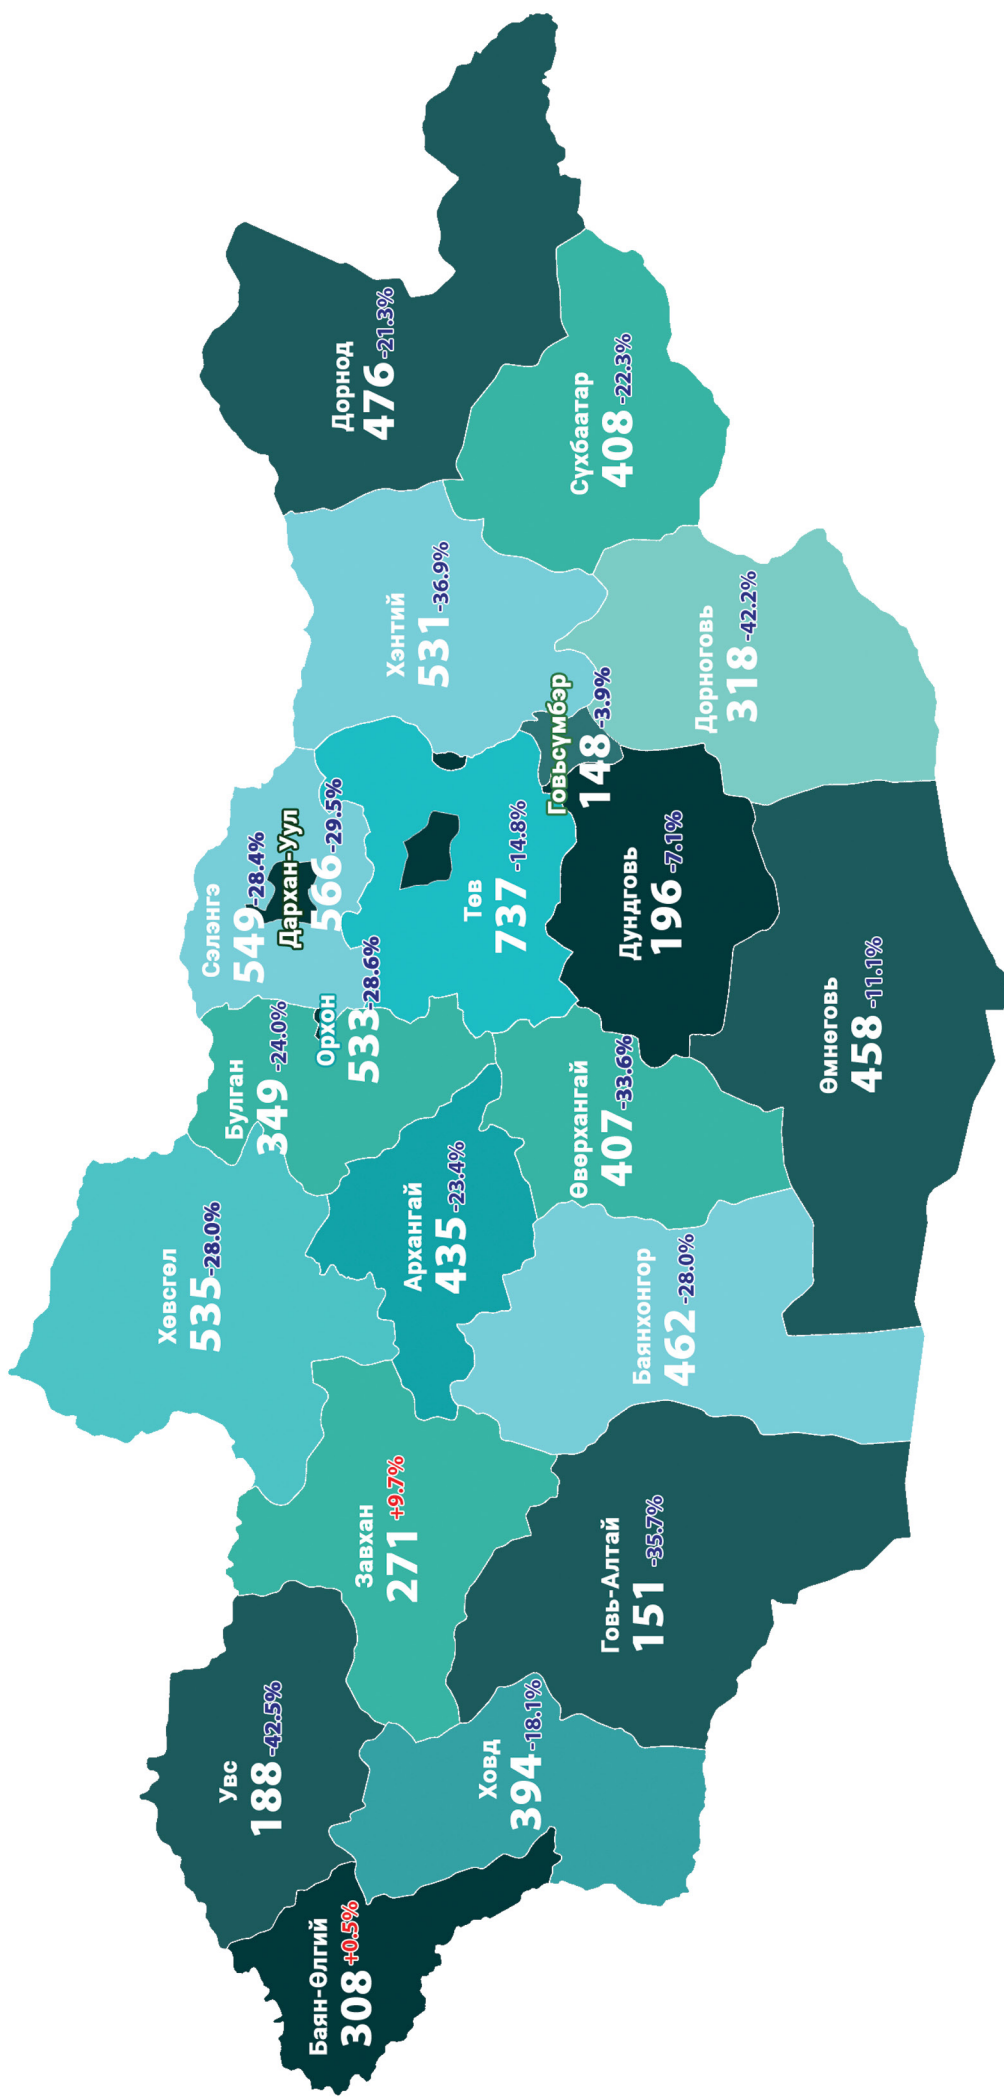 Баян-Өлгий
308 +0.5%
Увс
188 -42.5%
Ховд
394 -18.1%
Завхан
271 +9.7%
Говь-Алтай
151 -35.7%
Хөвсгөл
535 -28.0%
Архангай
435 -23.4%
Баянхонгор
462 -28.0%
Булган
349 -24.0%
Орхон
533 -28.6%
Өвөрхангай
407 -33.6%
Сэлэнгэ
549 -28.4%
Дархан-Уул
566 -29.5%
Төв
737 -14.8%
Дундговь
196 -7.1%
Өмнөговь
458 -11.1%
Говьсүмбэр
148 -3.9%
Хэнтий
531 -36.9%
Дорноговь
318 -42.2%
Дорнод
476 -21.3%
Сүхбаатар
408 -22.3%